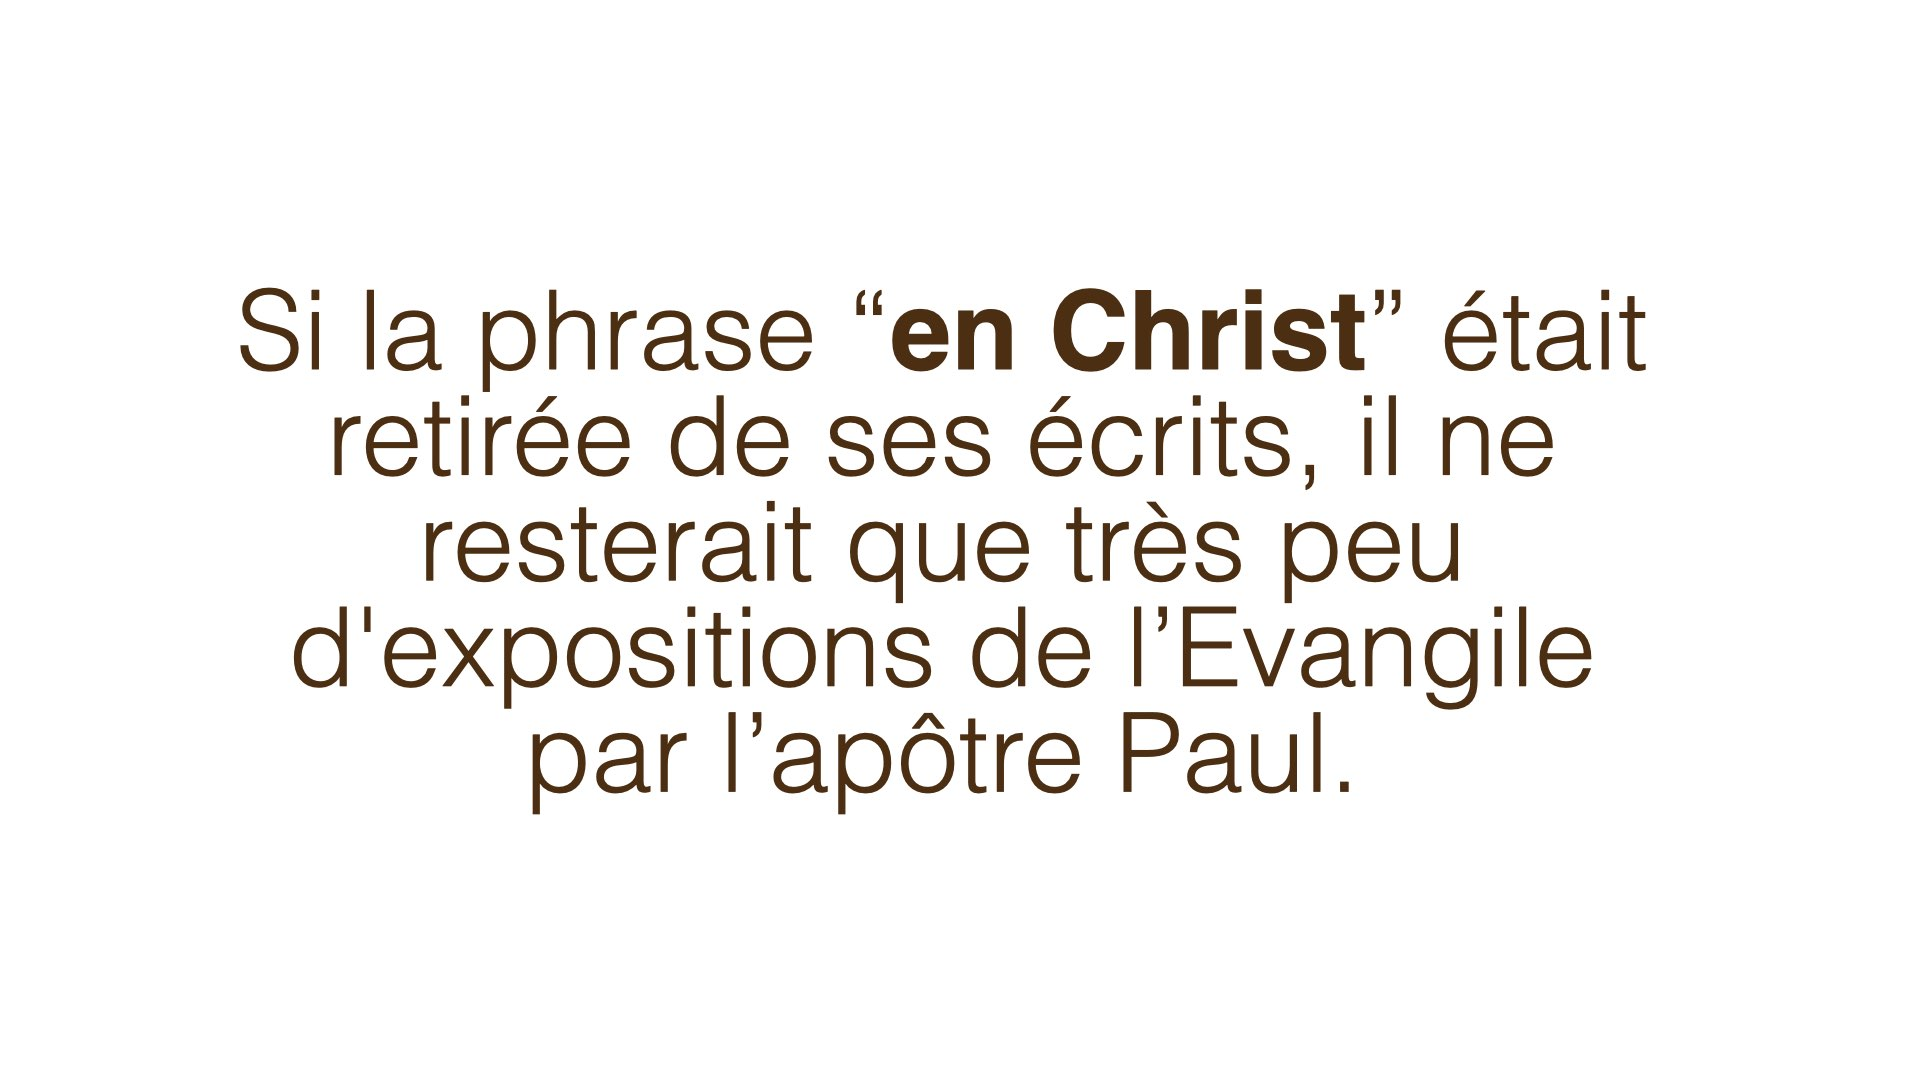 Si la phrase “en Christ” était
retirée de ses écrits, il ne
resterait que très peu
d'expositions de l’Evangile
par l’apôtre Paul.